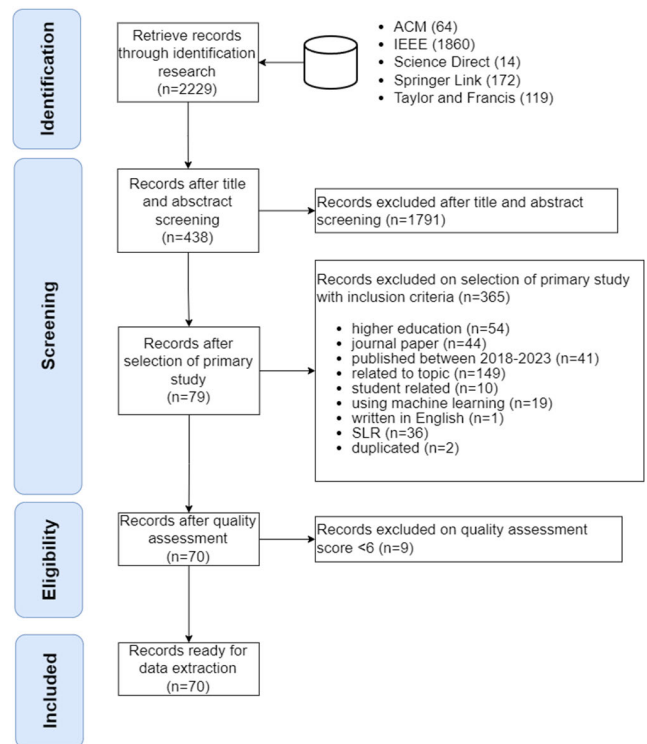 Identification
Retrieve records
through identification
research
(n=2229)
• ACM (64)
• IEEE (1860)
• Science Direct (14)
• Springer Link (172)
• Taylor and Francis (119)
Screening
Records after title
and absctract
screening
(n=438)
Records excluded after title and abstract
screening (n=1791)
Records after
selection of primary
study
(n=79)
Records excluded on selection of primary study
with inclusion criteria (n=365)
• higher education (n=54)
• journal paper (n=44)
• published between 2018-2023 (n=41)
• related to topic (n=149)
• student related (n=10)
• using machine learning (n=19)
• written in English (n=1)
• SLR (n=36)
• duplicated (n=2)
Eligibility
Records after quality
assessment
(n=70)
Records excluded on quality assessment
score <6 (n=9)
Included
Records ready for
data extraction
(n=70)